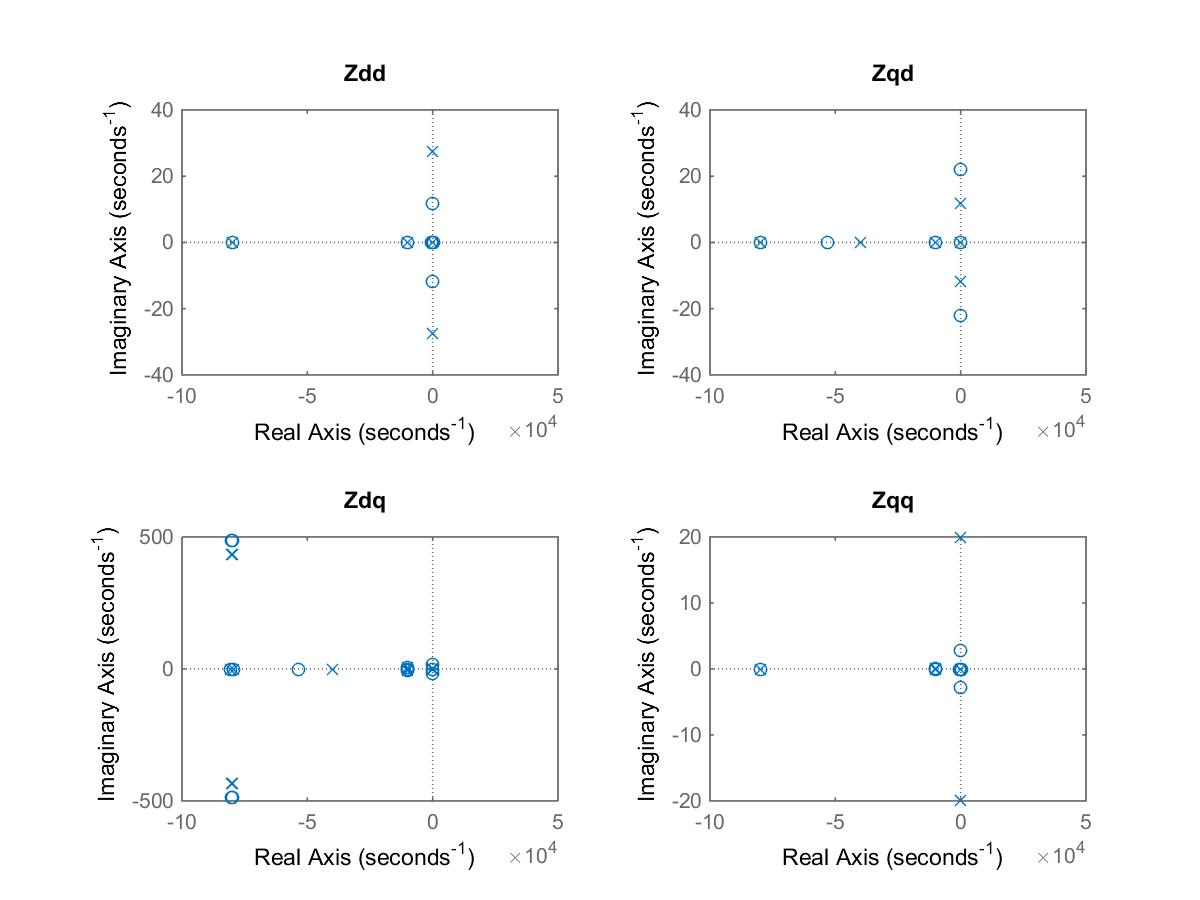 Zdd
Imaginary Axis (seconds⁻¹)
40
20
0
-20
-40
-10 -5 0 5
Real Axis (seconds⁻¹) ×10⁴
Zqd
Imaginary Axis (seconds⁻¹)
40
20
0
-20
-40
-10 -5 0 5
Real Axis (seconds⁻¹) ×10⁴
Zdq
Imaginary Axis (seconds⁻¹)
500
0
-500
-10 -5 0 5
Real Axis (seconds⁻¹) ×10⁴
Zqq
Imaginary Axis (seconds⁻¹)
20
10
0
-10
-20
-10 -5 0 5
Real Axis (seconds⁻¹) ×10⁴